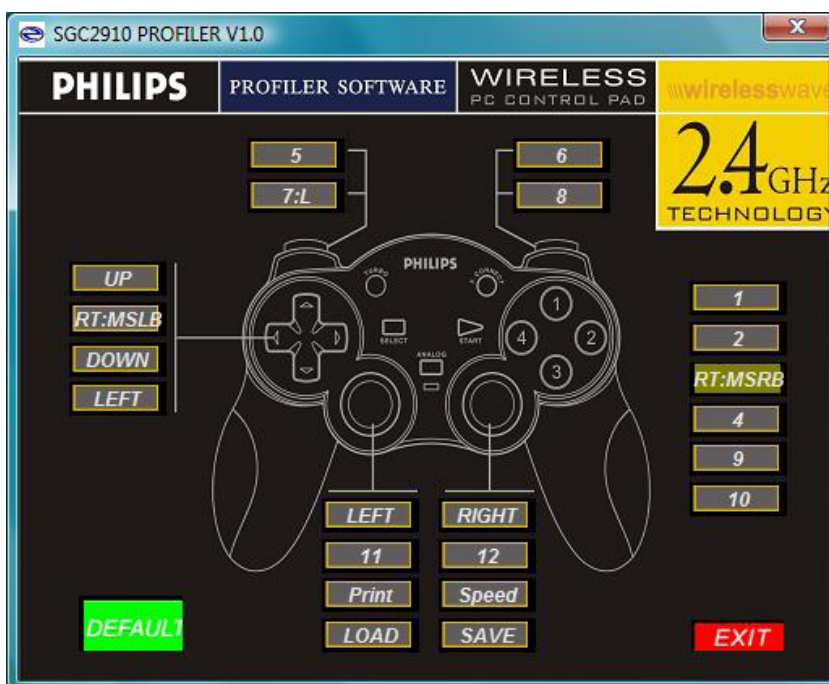 SGC2910 PROFILER V1.0
X
PHILIPS
PROFILER SOFTWARE
WIRELESS
PC CONTROL PAD
wirelesswave
2.4GHz
TECHNOLOGY
5
6
7:L
8
UP
RT:MSLB
DOWN
LEFT
PHILIPS
TURBO
CONNECT
SELECT
START
ANALOG
1
2
3
4
1
2
RT:MSRB
4
9
10
LEFT
RIGHT
11
12
Print
Speed
LOAD
SAVE
DEFAULT
EXIT